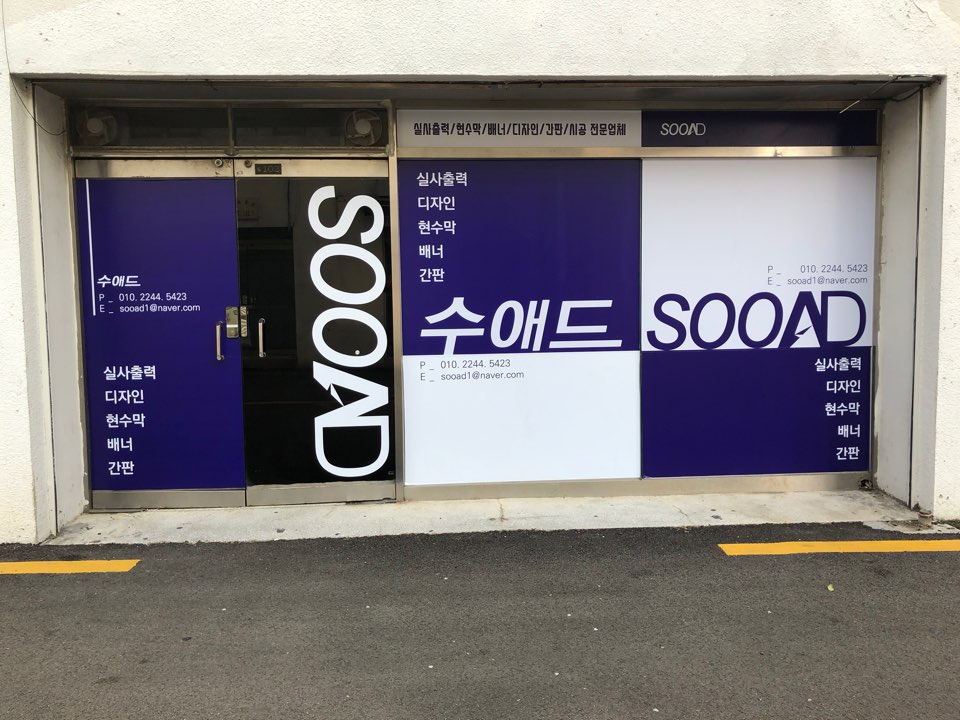 실사출력/현수막/배너/디자인/간판/시공 전문업체
SOOAD
수애드
P _ 010. 2244. 5423
E _ sooad1@naver.com
실사출력
디자인
현수막
배너
간판
SOOAD
실사출력
디자인
현수막
배너
간판
수애드
P _ 010. 2244. 5423
E _ sooad1@naver.com
P _ 010. 2244. 5423
E _ sooad1@naver.com
SOOAD
실사출력
디자인
현수막
배너
간판